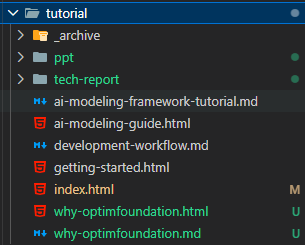 tutorial
_archive
ppt
tech-report
ai-modeling-framework-tutorial.md
ai-modeling-guide.html
development-workflow.md
getting-started.html
index.html M
why-optimfoundation.html U
why-optimfoundation.md U